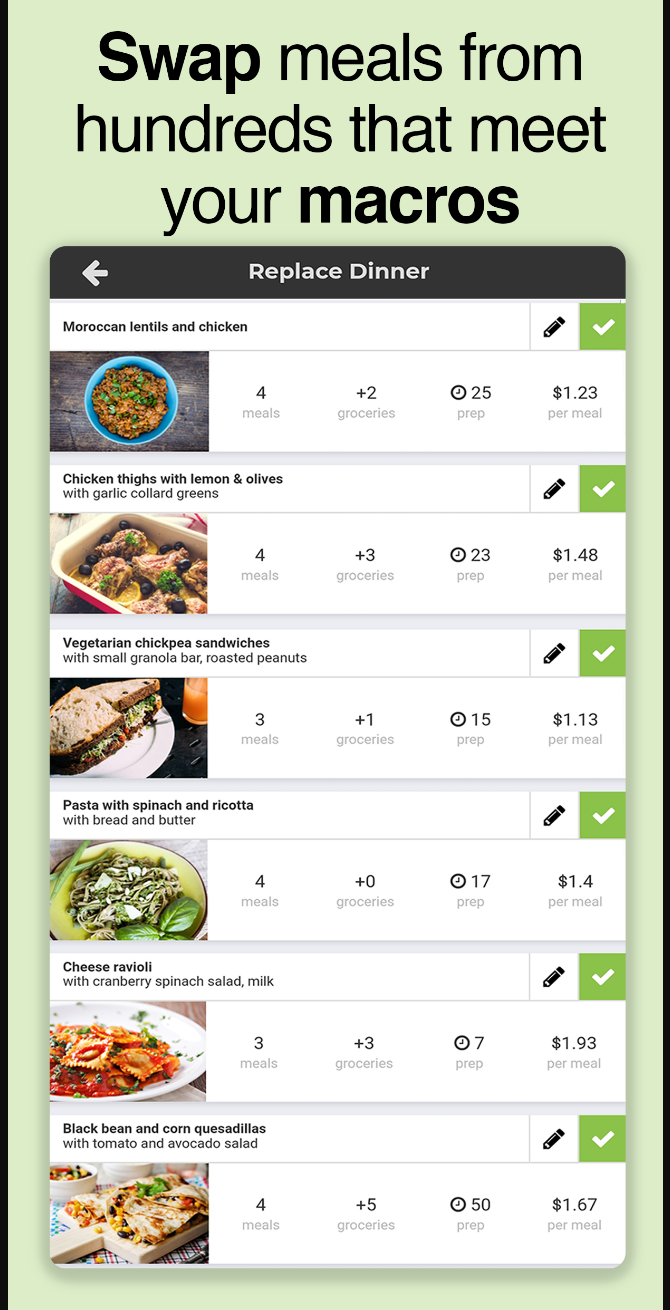 Swap meals from
hundreds that meet
your macros
Replace Dinner
Moroccan lentils and chicken
4 +2 25 $1.23
meals groceries prep per meal
Chicken thighs with lemon & olives
with garlic collard greens
4 +3 23 $1.48
meals groceries prep per meal
Vegetarian chickpea sandwiches
with small granola bar, roasted peanuts
3 +1 15 $1.13
meals groceries prep per meal
Pasta with spinach and ricotta
with bread and butter
4 +0 17 $1.4
meals groceries prep per meal
Cheese ravioli
with cranberry spinach salad, milk
3 +3 7 $1.93
meals groceries prep per meal
Black bean and corn quesadillas
with tomato and avocado salad
4 +5 50 $1.67
meals groceries prep per meal